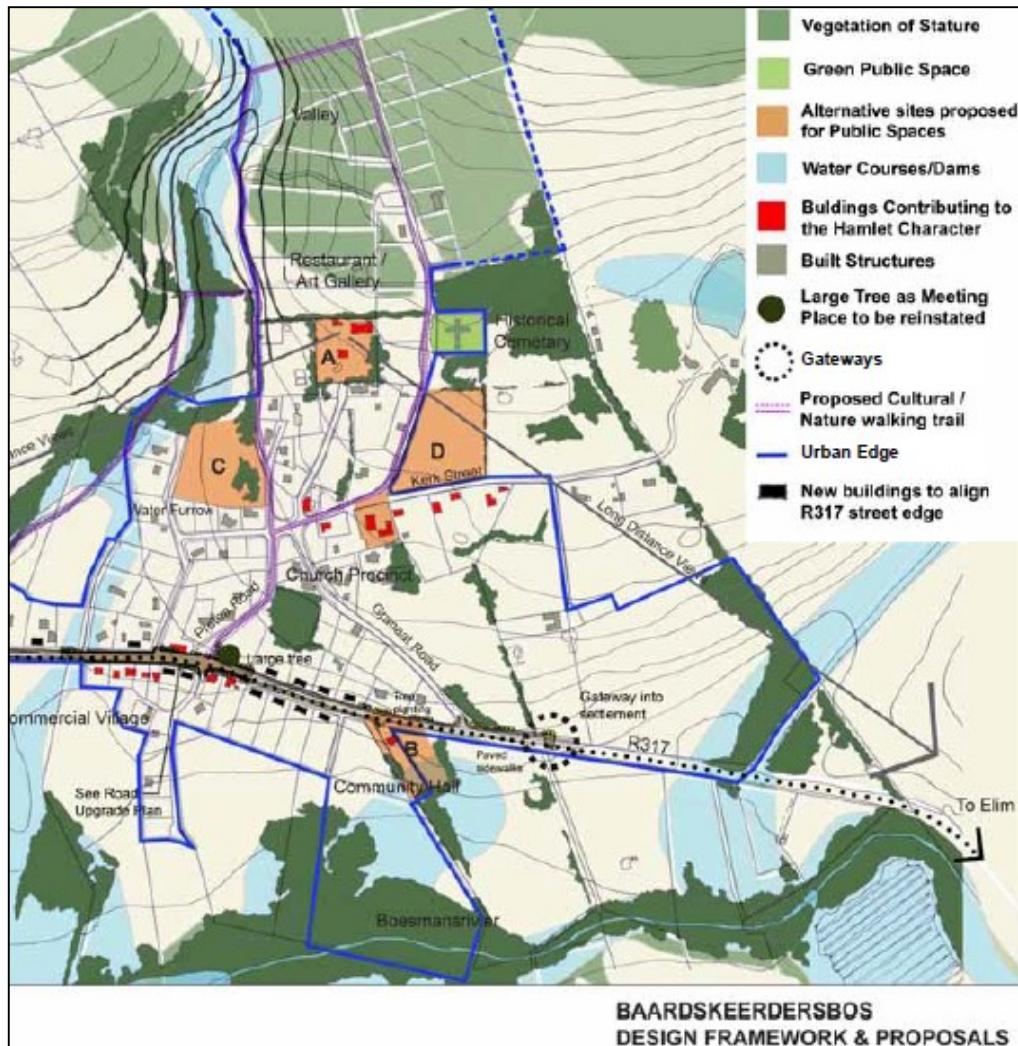 Vegetation of Stature
Green Public Space
Alternative sites proposed
for Public Spaces
Water Courses/Dams
Buldings Contributing to
the Hamlet Character
Built Structures
Large Tree as Meeting
Place to be reinstated
Gateways
Proposed Cultural /
Nature walking trail
Urban Edge
New buildings to align
R317 street edge
Valley
Restaurant /
Art Gallery
Historical
Cemetary
A
C
D
Kerk Street
Water Furrow
Long Distance View
Church Precinct
Road
Road
Large tree
Tree
planting
Gateway into
settlement
R317
Commercial Village
B
Paved
sidewalks
Community Hall
See Road
Upgrade Plan
To Elim
Boesmansrivier
BAARDSKEERDERSBOS
DESIGN FRAMEWORK & PROPOSALS